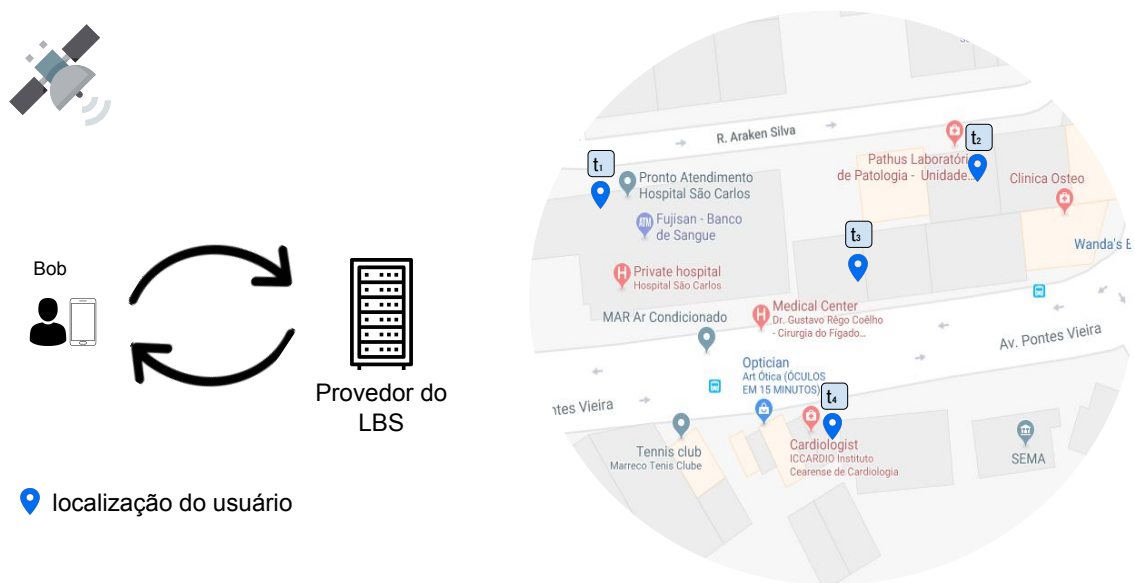 Bob
Provedor do
LBS
localização do usuário
R. Araken Silva
t₁
t₂
Pronto Atendimento
Hospital São Carlos
Pathus Laboratóri
de Patologia - Unidade...
Clinica Osteo
ATM
Fujisan - Banco
de Sangue
t₃
Wanda's E
H
Private hospital
Hospital São Carlos
MAR Ar Condicionado
H
Medical Center
Dr. Gustavo Rêgo Coêlho
- Cirurgia do Fígado...
Av. Pontes Vieira
Optician
Art Ótica (ÓCULOS
EM 15 MINUTOS)
ntes Vieira
t₄
Tennis club
Marreco Tenis Clube
Cardiologist
ICCARDIO Instituto
Cearense de Cardiologia
SEMA